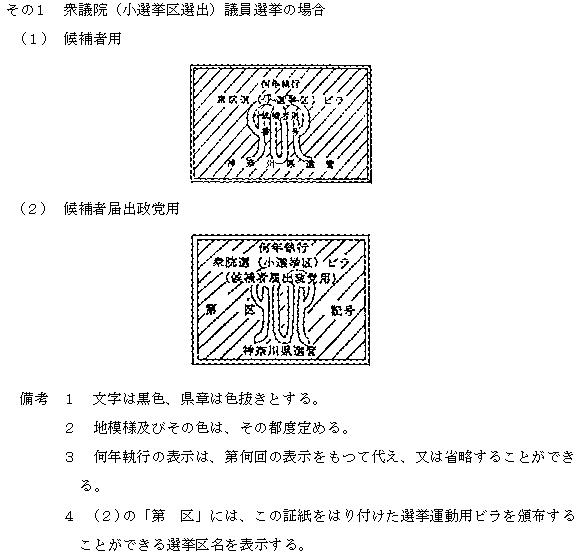 その１　衆議院（小選挙区選出）議員選挙の場合
（１）　候補者用
何年執行
衆院選（小選挙区）ビラ
神奈川県選管
（２）　候補者届出政党用
何年執行
衆院選（小選挙区）ビラ
（候補者届出政党用）
第　区　記号
神奈川県選管
備考　１　文字は黒色、県章は色抜きとする。
２　地模様及びその色は、その都度定める。
３　何年執行の表示は、第何回の表示をもつて代え、又は省略することができ
る。
４　（２）の「第　区」には、この証紙をはり付けた選挙運動用ビラを頒布する
ことができる選挙区名を表示する。